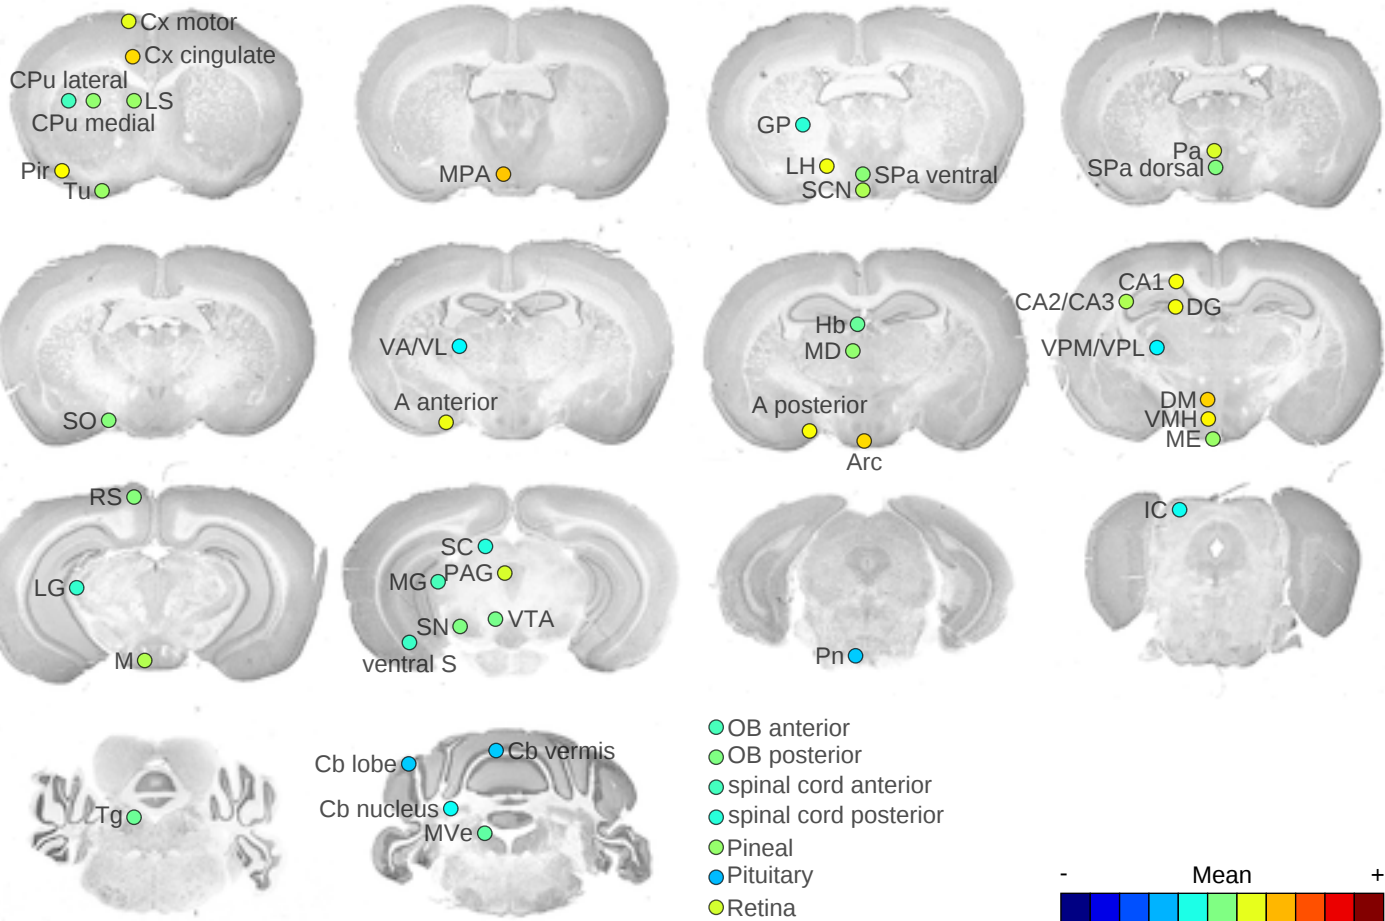 Cx motor
Cx cingulate
CPu lateral
LS
CPu medial
Pir
Tu
MPA
GP
LH
SPa ventral
SCN
Pa
SPa dorsal
SO
VA/VL
A anterior
Hb
MD
A posterior
Arc
CA1
CA2/CA3
DG
VPM/VPL
DM
VMH
ME
RS
LG
M
SC
PAG
MG
VTA
SN
ventral S
Pn
IC
Tg
Cb vermis
Cb lobe
Cb nucleus
MVe
OB anterior
OB posterior
spinal cord anterior
spinal cord posterior
Pineal
Pituitary
Retina
- Mean +